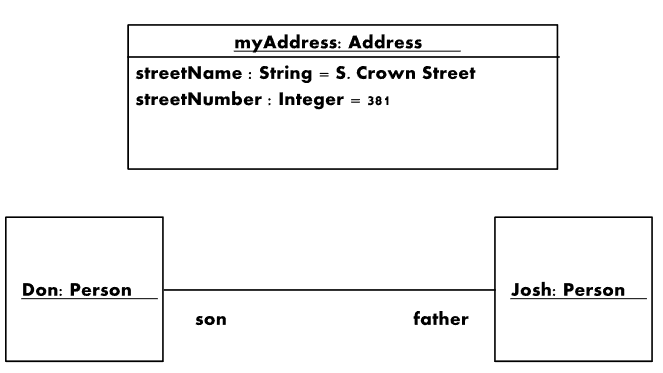 myAddress: Address
streetName : String = S. Crown Street
streetNumber : Integer = 381
Don: Person
Josh: Person
son
father